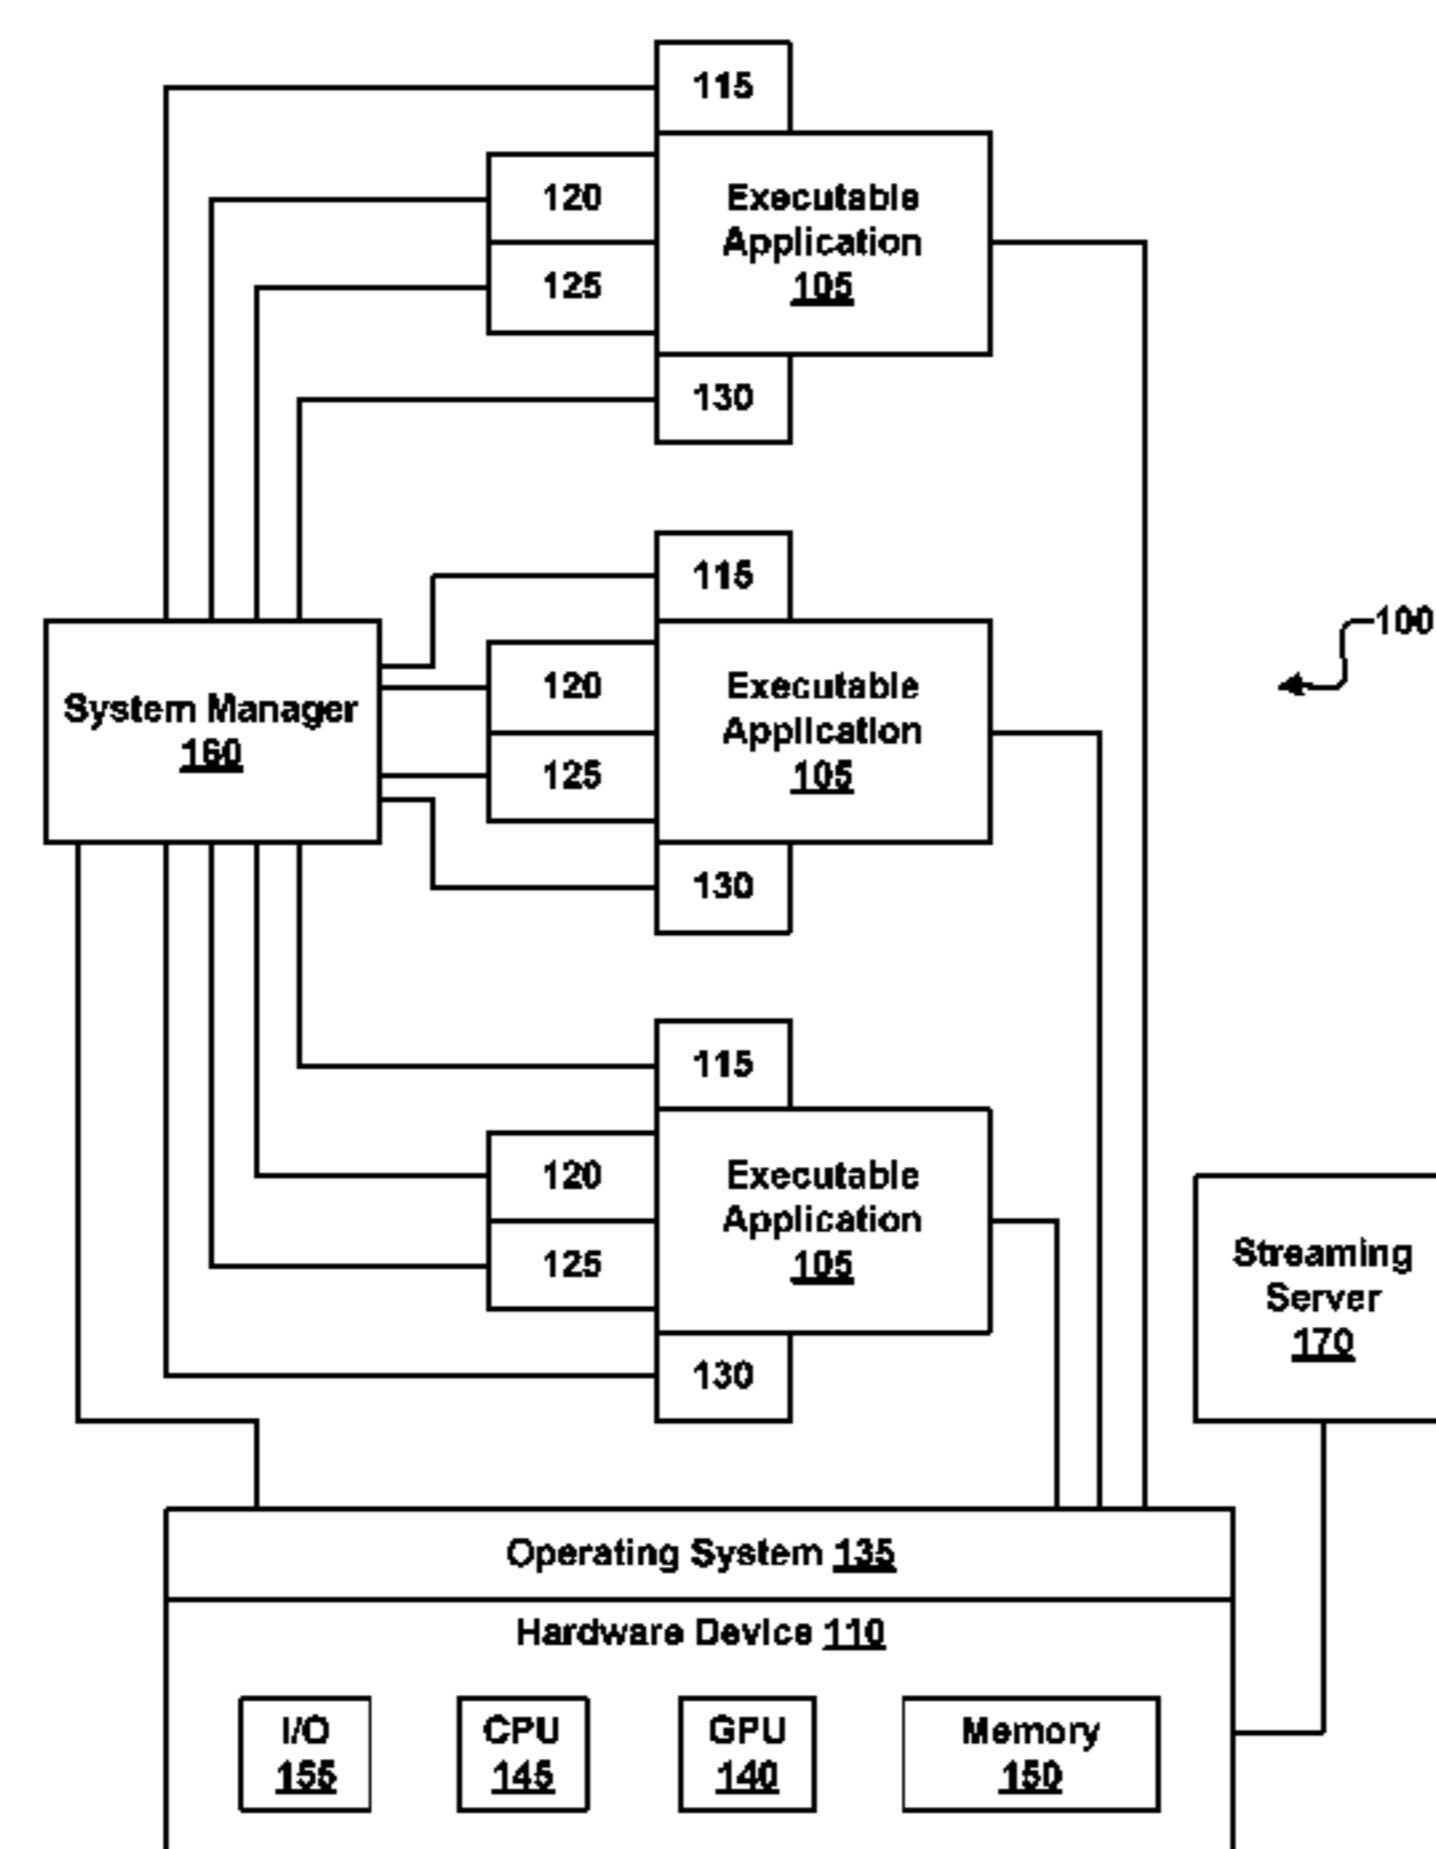 115
120
Executable
Application
105
125
130
115
100
System Manager
160
120
Executable
Application
105
125
130
115
120
Executable
Application
105
125
130
Streaming
Server
170
Operating System 135
Hardware Device 110
I/O
155
CPU
145
GPU
140
Memory
150